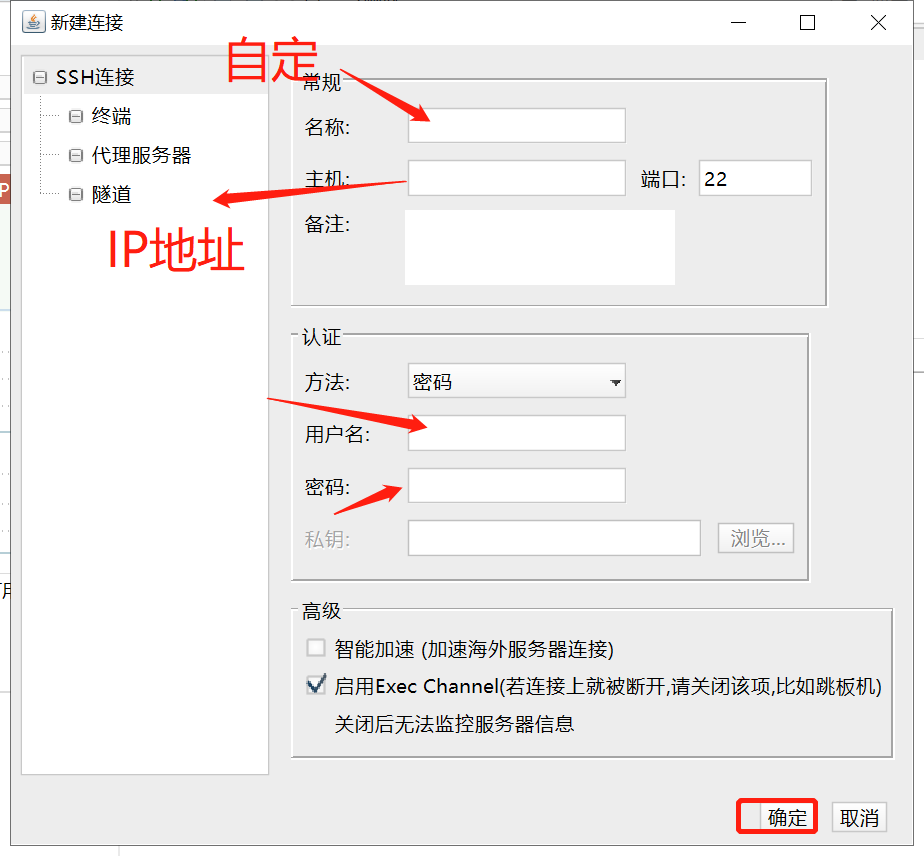 新建连接
自定
SSH连接
终端
代理服务器
隧道
IP地址
常规
名称:
主机:
端口: 22
备注:
认证
方法: 密码
用户名:
密码:
私钥:
浏览...
高级
智能加速 (加速海外服务器连接)
启用Exec Channel(若连接上就被断开,请关闭该项,比如跳板机)
关闭后无法监控服务器信息
确定
取消